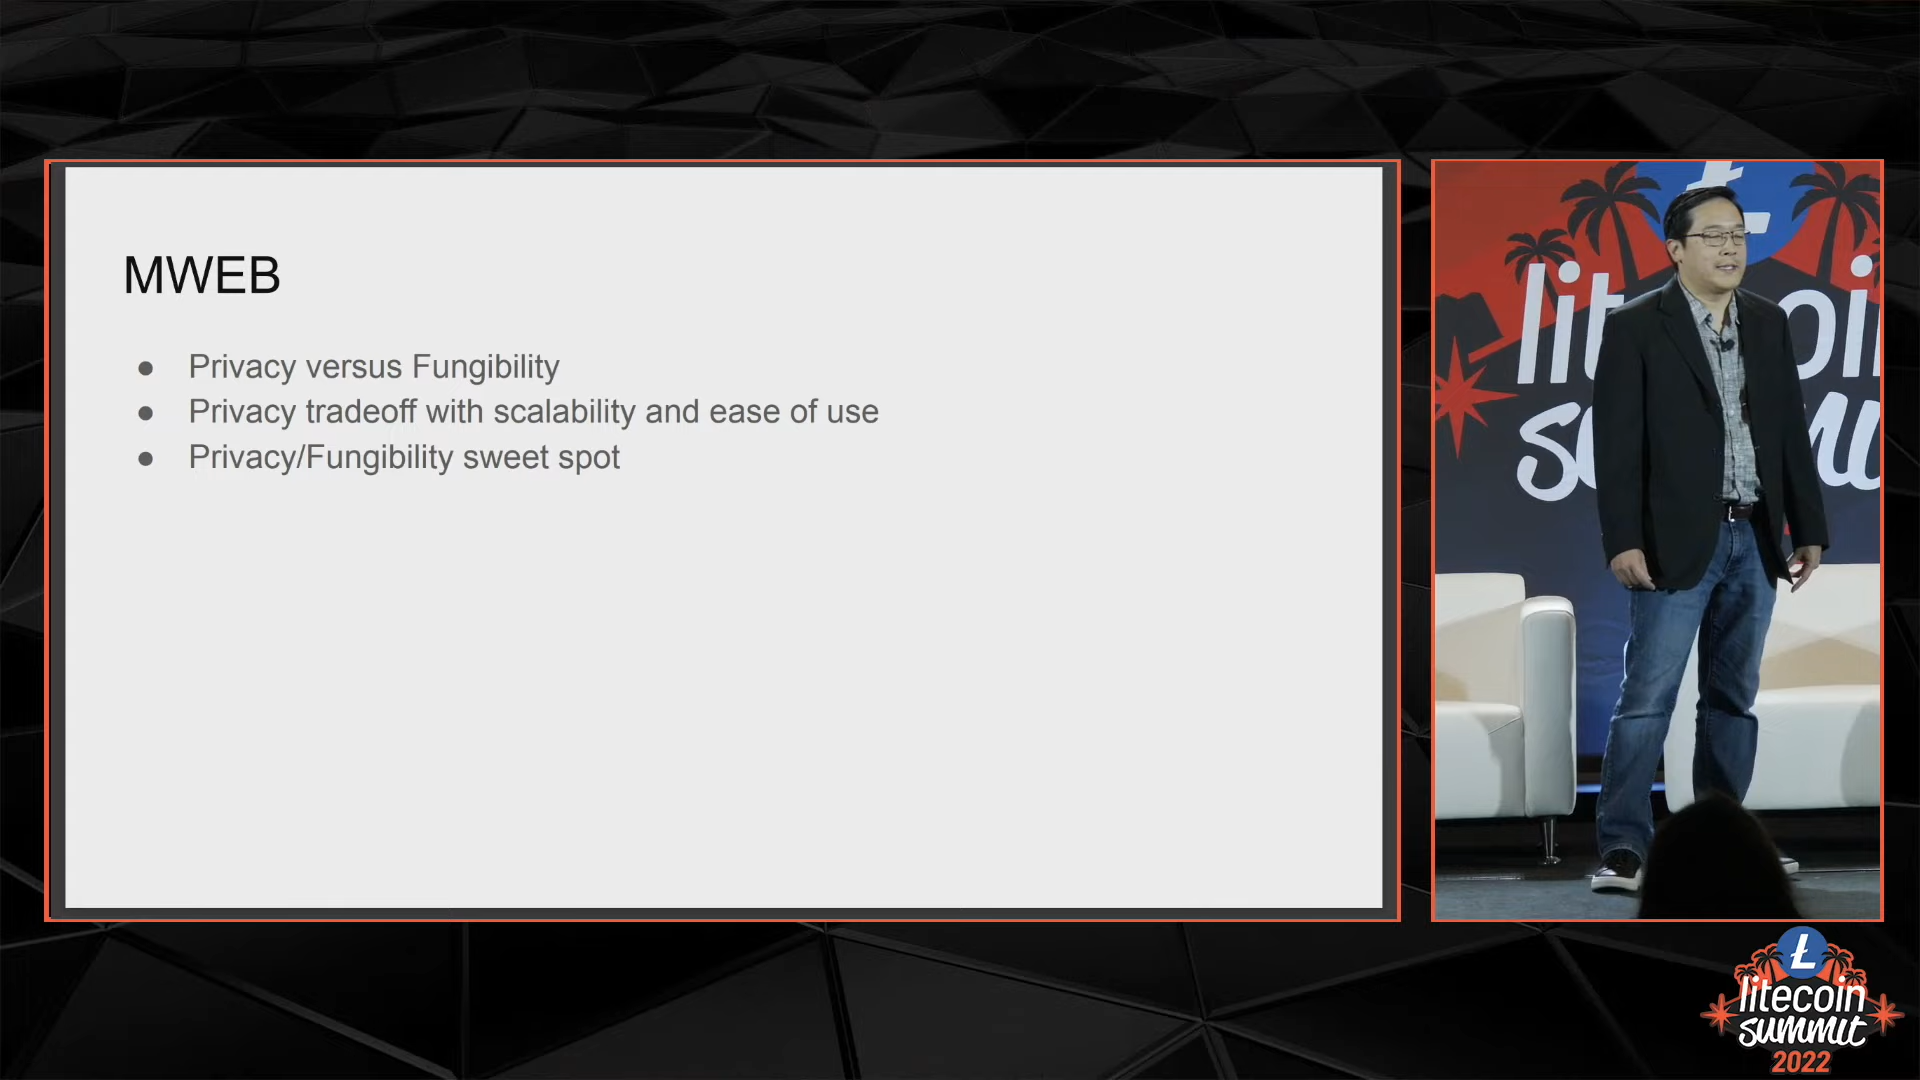 MWEB
● Privacy versus Fungibility
● Privacy tradeoff with scalability and ease of use
● Privacy/Fungibility sweet spot
litecoin
summit
2022